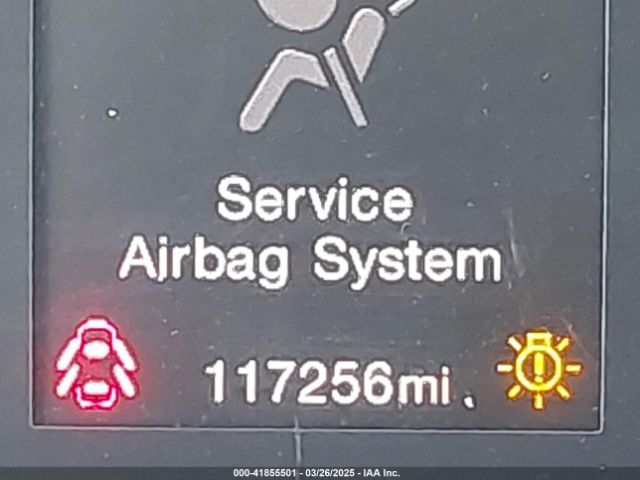 Service
Airbag System
117256mi.
000-41855501 - 03/26/2025 - IAA Inc.